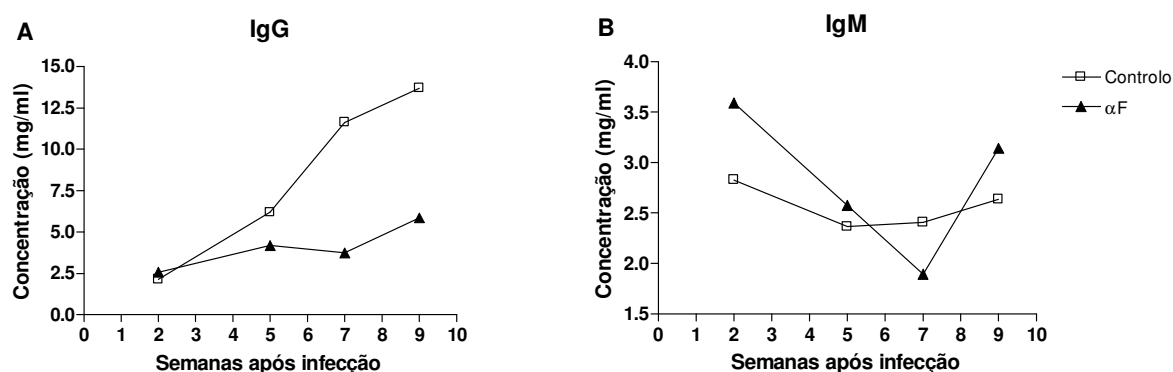 A
IgG
Concentração (mg/ml)
15.0
12.5
10.0
7.5
5.0
2.5
0.0
0 1 2 3 4 5 6 7 8 9 10
Semanas após infecção
B
IgM
Concentração (mg/ml)
4.0
3.5
3.0
2.5
2.0
1.5
0 1 2 3 4 5 6 7 8 9 10
Semanas após infecção
Controlo
αF